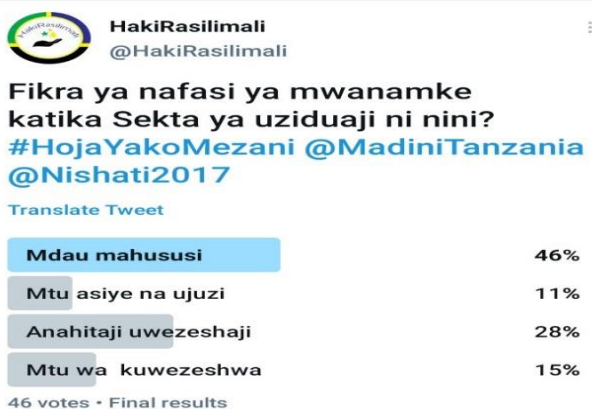 HakiRasilimali
HakiRasilimali
@HakiRasilimali
Fikra ya nafasi ya mwanamke
katika Sekta ya uziduaji ni nini?
#HojaYakoMezani @MadiniTanzania
@Nishati2017
Translate Tweet
Mdau mahususi 46%
Mtu asiye na ujuzi 11%
Anahitaji uwezeshaji 28%
Mtu wa kuwezeshwa 15%
46 votes • Final results